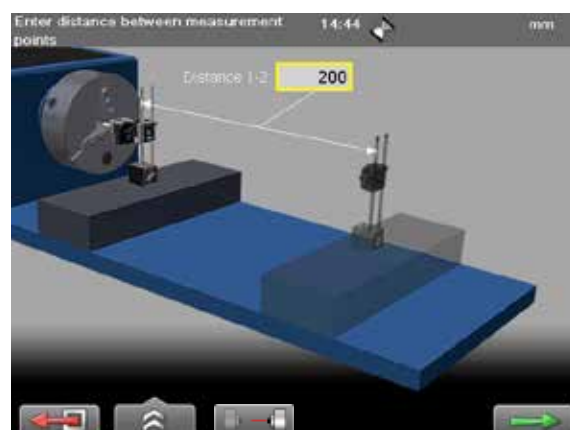 Enter distance between measurement
points
14:44
mm
Distance 1-2
200